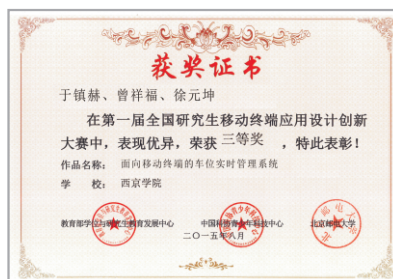 获奖证书
于镇赫、曾祥福、徐元坤
在第一届全国研究生移动终端应用设计创新
大赛中，表现优异，荣获 三等奖 ，特此表彰！
作品名称： 面向移动终端的车位实时管理系统
学 校： 西京学院
教育部学位与研究生教育发展中心 中国科协青少年科技中心 北京邮电大学
二〇一五年八月